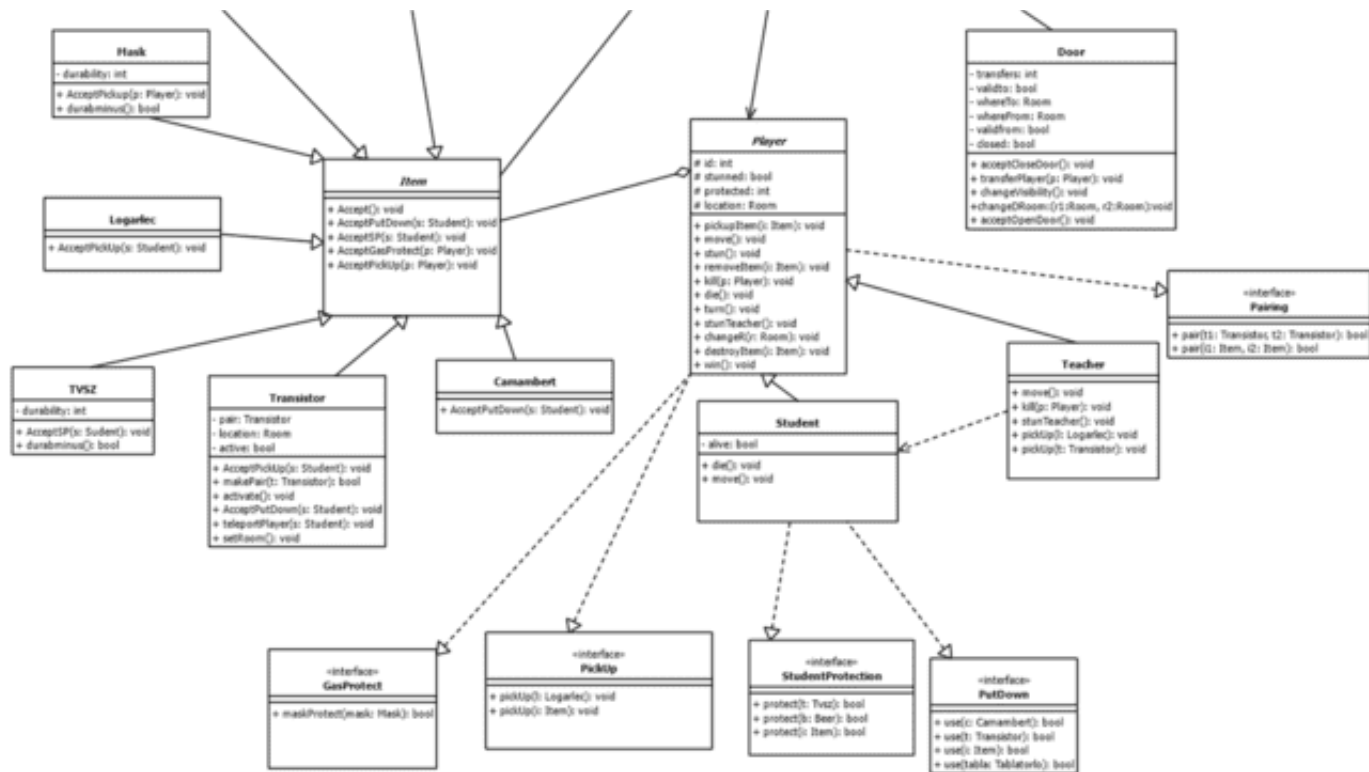 Mask
- durability: int
+ AcceptPickup(p: Player): void
+ durabminus(): bool
Logarlec
+ AcceptPickUp(s: Student): void
TVSZ
- durability: int
+ AcceptSP(s: Sudent): void
+ durabminus(): bool
Item
+ Accept(): void
+ AcceptPutDown(s: Student): void
+ AcceptSP(s: Student): void
+ AcceptGasProtect(p: Player): void
+ AcceptPickUp(p: Player): void
Transistor
- pair: Transistor
- location: Room
- active: bool
+ AcceptPickUp(s: Student): void
+ makePair(t: Transistor): bool
+ activate(): void
+ AcceptPutDown(s: Student): void
+ teleportPlayer(s: Student): void
+ setRoom(): void
Camambert
+ AcceptPutDown(s: Student): void
Player
# id: int
# stunned: bool
# protected: int
# location: Room
+ pickupItem(i: Item): void
+ move(): void
+ stun(): void
+ removeItem(i: Item): void
+ kill(p: Player): void
+ die(): void
+ turn(): void
+ stunTeacher(): void
+ changeR(r: Room): void
+ destroyItem(i: Item): void
+ win(): void
Door
- transfers: int
- validto: bool
- whereTo: Room
- whereFrom: Room
- validfrom: bool
- closed: bool
+ acceptCloseDoor(): void
+ transferPlayer(p: Player): void
+ changeVisibility(): void
+changeDRoom:(r1:Room, r2:Room):void
+ acceptOpenDoor(): void
«interface»
Pairing
+ pair(t1: Transistor, t2: Transistor): bool
+ pair(i1: Item, i2: Item): bool
Teacher
+ move(): void
+ kill(p: Player): void
+ stunTeacher(): void
+ pickUp(l: Logarlec): void
+ pickUp(t: Transistor): void
Student
- alive: bool
+ die(): void
+ move(): void
«interface»
GasProtect
+ maskProtect(mask: Mask): bool
«interface»
PickUp
+ pickUp(l: Logarlec): void
+ pickUp(i: Item): void
«interface»
StudentProtection
+ protect(t: Tvsz): bool
+ protect(b: Beer): bool
+ protect(i: Item): bool
«interface»
PutDown
+ use(c: Camambert): bool
+ use(t: Transistor): bool
+ use(i: Item): bool
+ use(tabla: Tablatorlo): bool